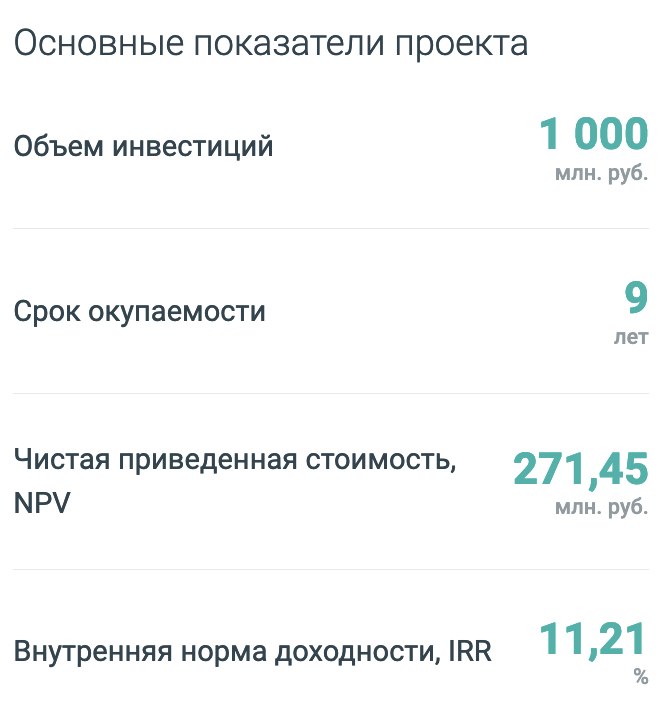 Основные показатели проекта
Объем инвестиций
1 000
млн. руб.
Срок окупаемости
9
лет
Чистая приведенная стоимость,
NPV
271,45
млн. руб.
Внутренняя норма доходности, IRR
11,21
%